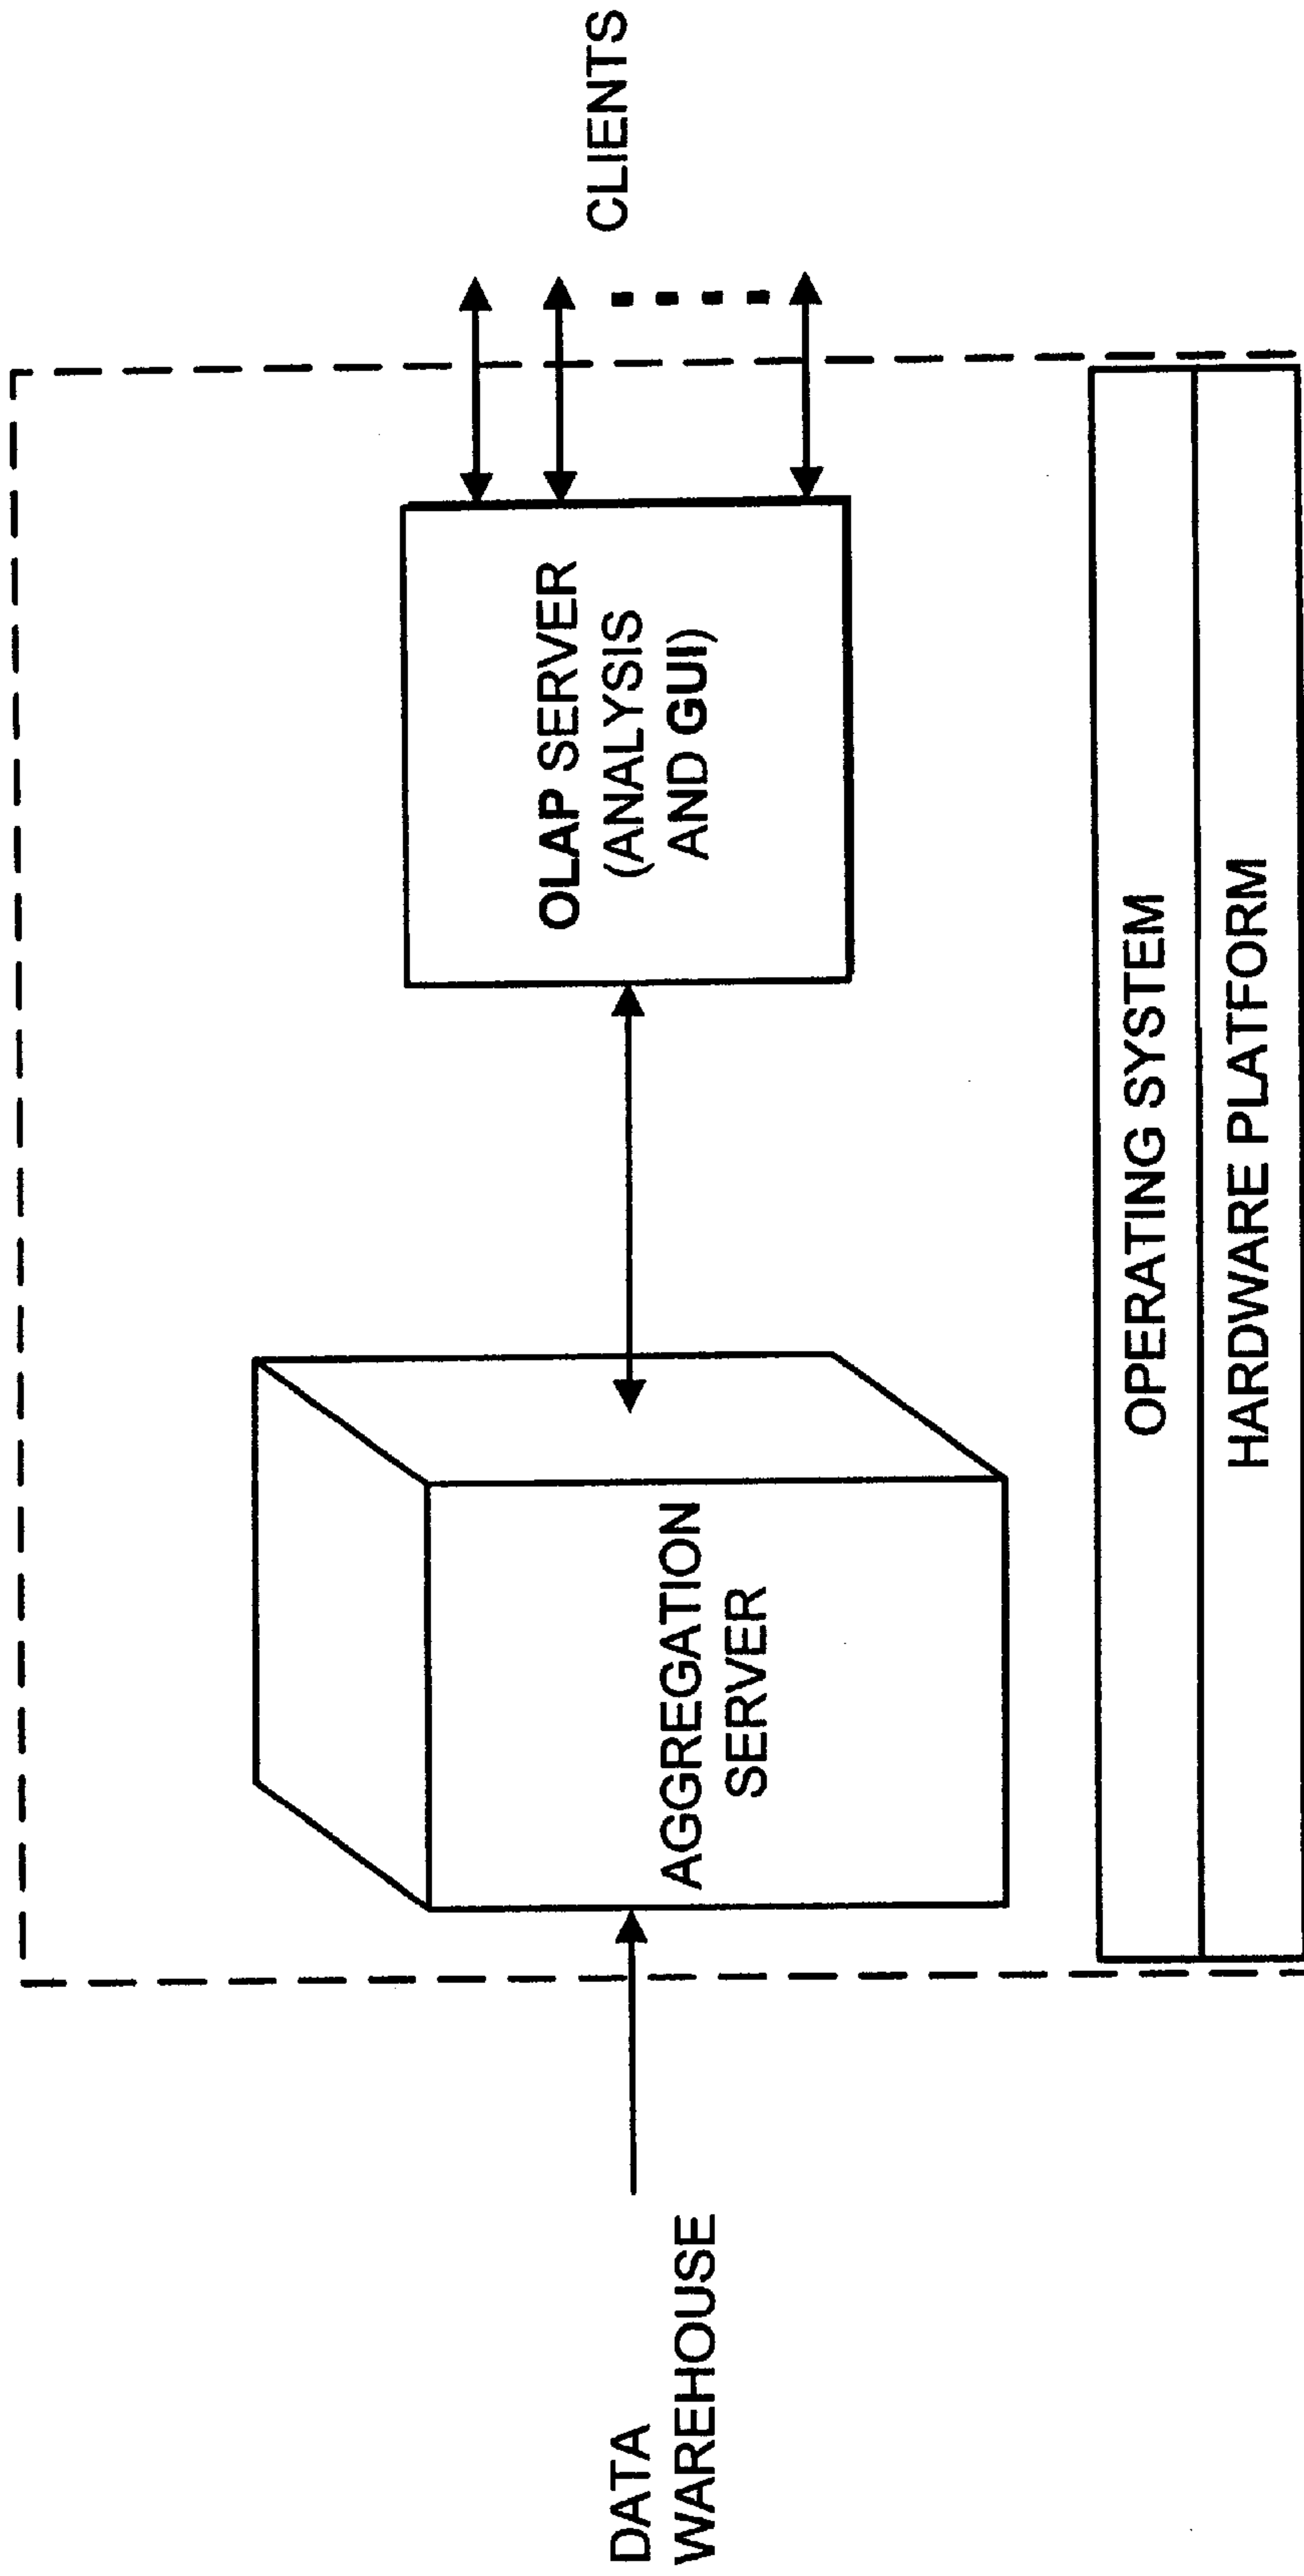 DATA
WAREHOUSE
AGGREGATION
SERVER
OLAP SERVER
(ANALYSIS
AND GUI)
CLIENTS
OPERATING SYSTEM
HARDWARE PLATFORM